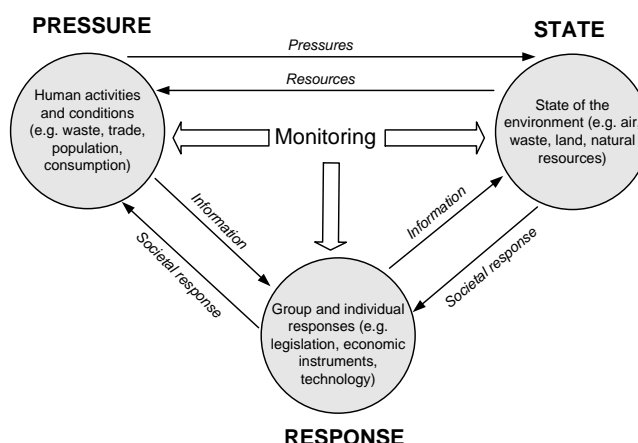 PRESSURE
STATE
Pressures
Resources
Human activities
and conditions
(e.g. waste, trade,
population,
consumption)
State of the
environment (e.g. air,
waste, land, natural
resources)
Monitoring
Information
Societal response
Information
Societal response
Group and individual
responses (e.g.
legislation, economic
instruments,
technology)
RESPONSE